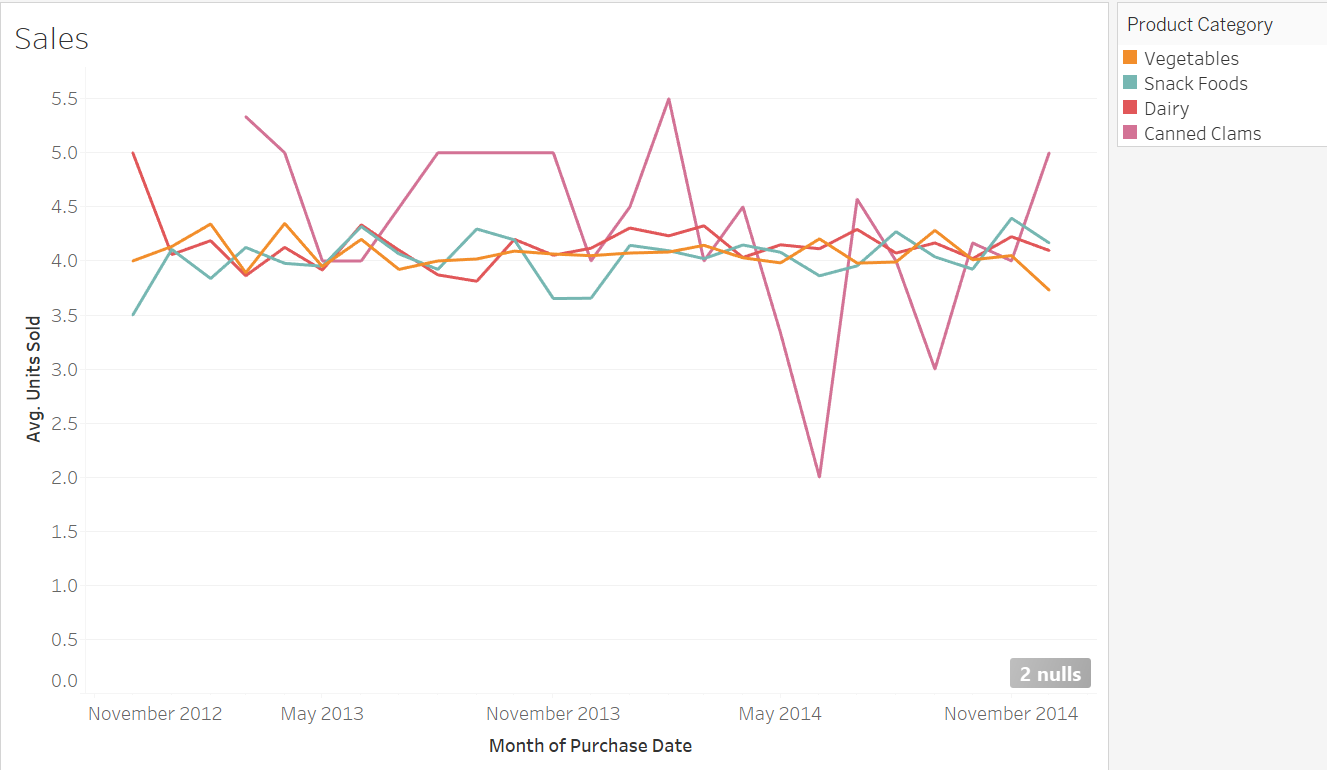 Sales
Product Category
Vegetables
Snack Foods
Dairy
Canned Clams
Avg. Units Sold
5.5
5.0
4.5
4.0
3.5
3.0
2.5
2.0
1.5
1.0
0.5
0.0
2 nulls
November 2012 May 2013 November 2013 May 2014 November 2014
Month of Purchase Date